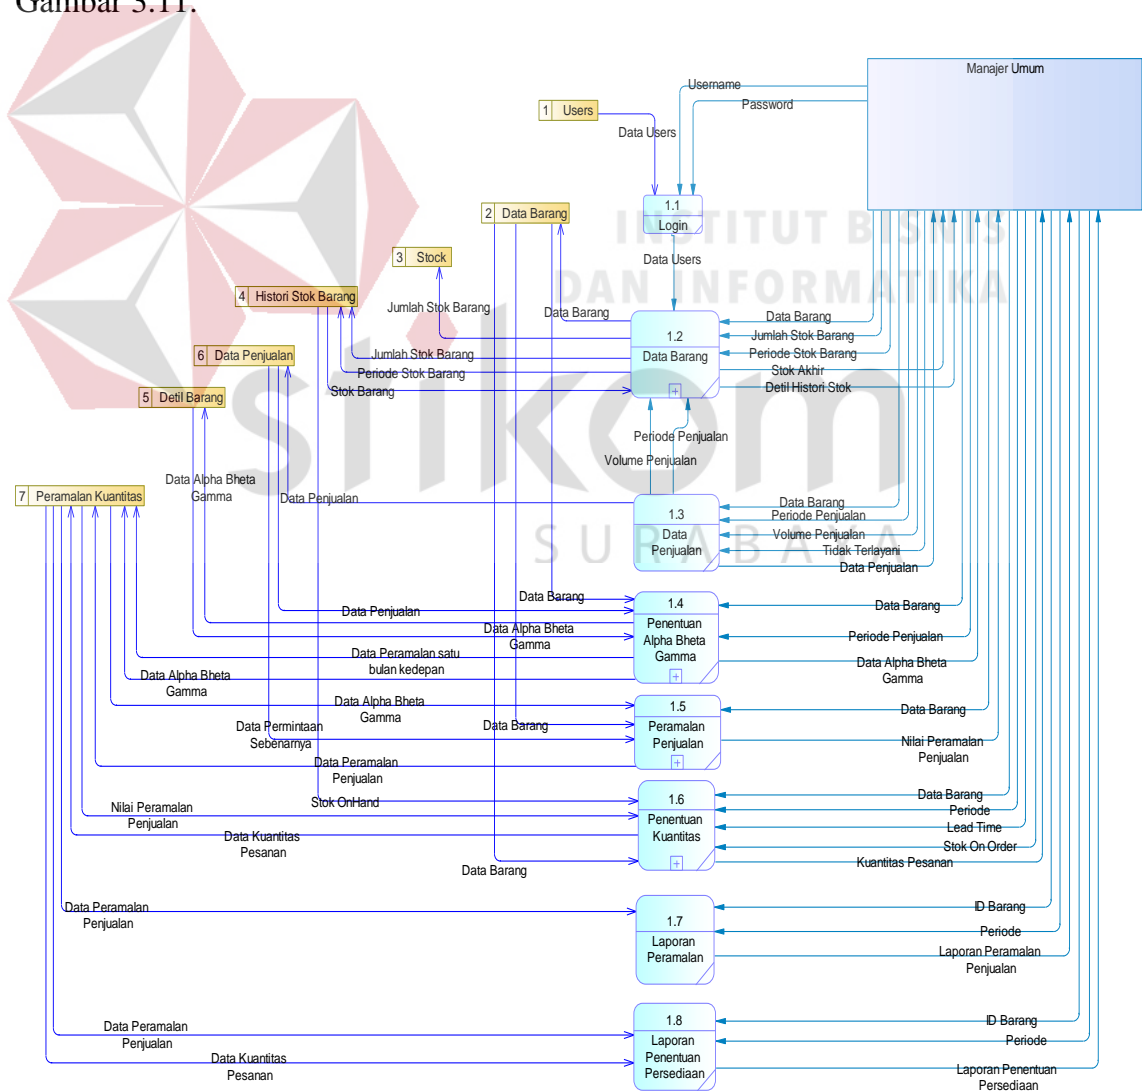 Gambar 3.11.
Manajer Umum
Username
Password
1 Users
Data Users
1.1
Login
2 Data Barang
INSTITUT BISNIS
DAN INFORMATIKA
3 Stock
Data Users
4 Histori Stok Barang
Jumlah Stok Barang
Data Barang
1.2
Data Barang
Data Barang
Jumlah Stok Barang
Periode Stok Barang
Stok Akhir
Detil Histori Stok
6 Data Penjualan
Jumlah Stok Barang
Periode Stok Barang
Stok Barang
5 Detil Barang
stikom
Periode Penjualan
Volume Penjualan
Data Alpha Bheta
Gamma
7 Peramalan Kuantitas
Data Penjualan
1.3
Data
Penjualan
Data Barang
Periode Penjualan
Volume Penjualan
Tidak Terlayani
Data Penjualan
SURABAYA
Data Barang
Data Penjualan
Data Alpha Bheta
Gamma
Data Peramalan satu
bulan kedepan
Data Alpha Bheta
Gamma
1.4
Penentuan
Alpha Bheta
Gamma
Data Barang
Periode Penjualan
Data Alpha Bheta
Gamma
Data Alpha Bheta
Gamma
Data Barang
Data Permintaan
Sebenarnya
Data Peramalan
Penjualan
1.5
Peramalan
Penjualan
Data Barang
Nilai Peramalan
Penjualan
Stok OnHand
Nilai Peramalan
Penjualan
Data Kuantitas
Pesanan
Data Barang
1.6
Penentuan
Kuantitas
Data Barang
Periode
Lead Time
Stok On Order
Kuantitas Pesanan
Data Peramalan
Penjualan
1.7
Laporan
Peramalan
ID Barang
Periode
Laporan Peramalan
Penjualan
Data Peramalan
Penjualan
Data Kuantitas
Pesanan
1.8
Laporan
Penentuan
Persediaan
ID Barang
Periode
Laporan Penentuan
Persediaan